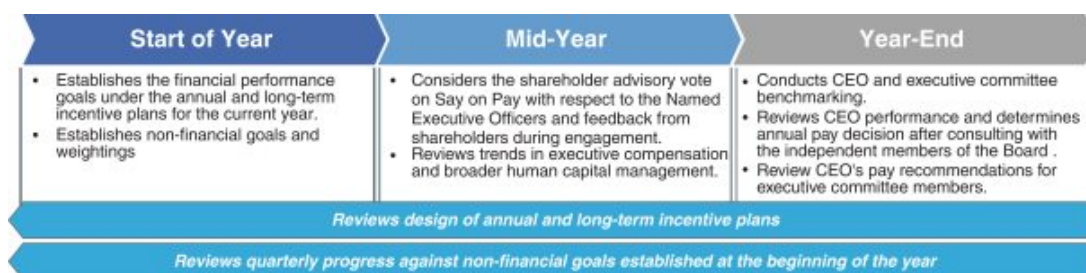 Start of Year
Mid-Year
Year-End
• Establishes the financial performance
goals under the annual and long-term
incentive plans for the current year.
• Establishes non-financial goals and
weightings
• Considers the shareholder advisory vote
on Say on Pay with respect to the Named
Executive Officers and feedback from
shareholders during engagement.
• Reviews trends in executive compensation
and broader human capital management.
• Conducts CEO and executive committee
benchmarking.
• Reviews CEO performance and determines
annual pay decision after consulting with
the independent members of the Board .
• Review CEO's pay recommendations for
executive committee members.
Reviews design of annual and long-term incentive plans
Reviews quarterly progress against non-financial goals established at the beginning of the year